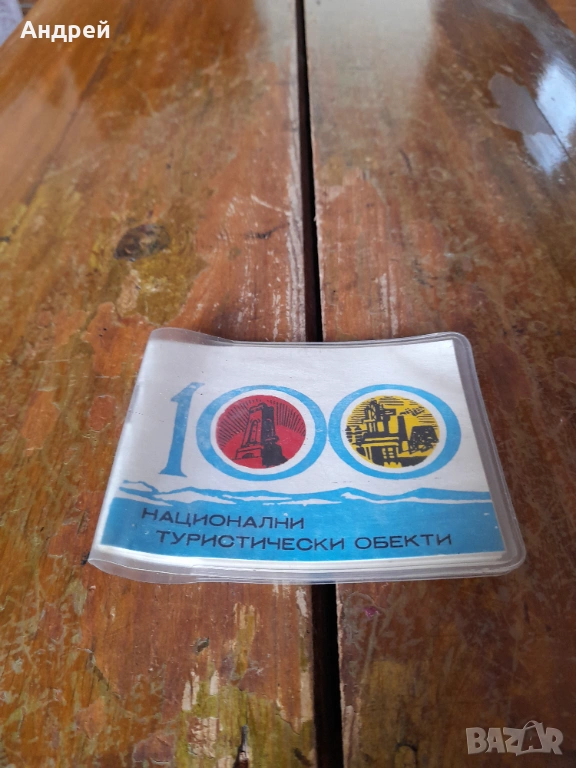 Андрей
100
НАЦИОНАЛНИ
ТУРИСТИЧЕСКИ ОБЕКТИ
BAZAR